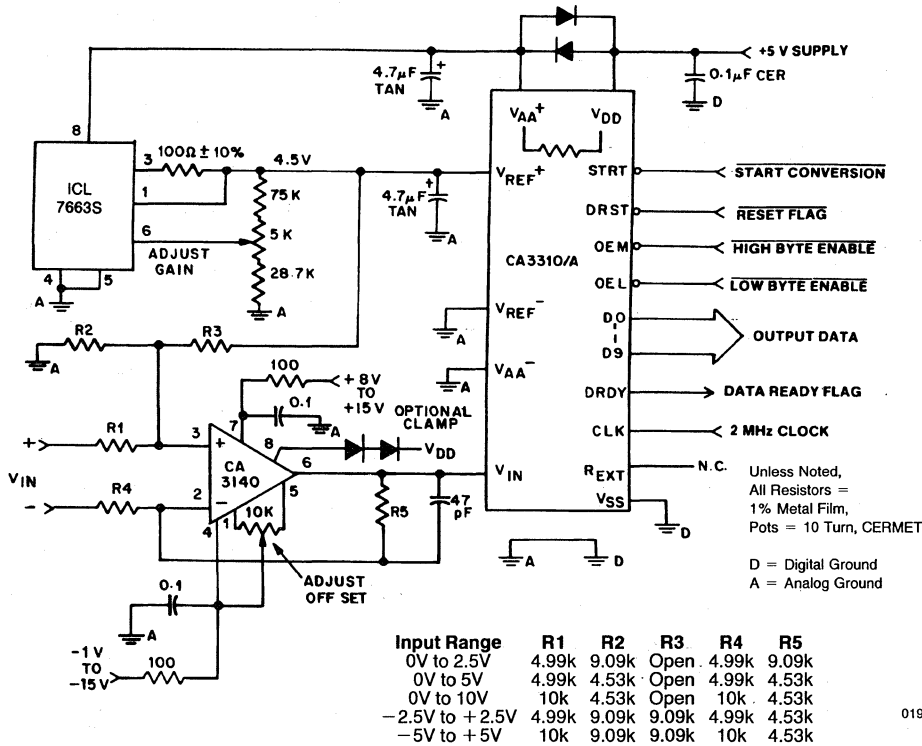 +5 V SUPPLY
4.7µF
TAN
+
A
0.1µF CER
D
8
ICL
7663S
3
100Ω ± 10%
4.5V
1
6
ADJUST
GAIN
75 K
5 K
28.7K
A
4
5
A
4.7µF
TAN
+
A
VAA+
VDD
VREF+
STRT
START CONVERSION
DRST
RESET FLAG
OEM
HIGH BYTE ENABLE
CA3310/A
OEL
LOW BYTE ENABLE
VREF-
A
D0
D9
OUTPUT DATA
VAA-
A
DRDY
DATA READY FLAG
CLK
2 MHz CLOCK
VIN
REXT
N.C.
VSS
D
A
D
R2
A
R3
100
+ 8V
TO
+15V
0.1
A
OPTIONAL
CLAMP
VDD
+
R1
VIN
-
R4
3
+
7
8
CA
3140
6
2
-
4
1
5
10K
R5
47
pF
ADJUST
OFF SET
0.1
A
-1 V
TO
-15V
100
Unless Noted,
All Resistors =
1% Metal Film,
Pots = 10 Turn, CERMET
D = Digital Ground
A = Analog Ground
Input Range R1 R2 R3 R4 R5
0V to 2.5V 4.99k 9.09k Open 4.99k 9.09k
0V to 5V 4.99k 4.53k Open 4.99k 4.53k
0V to 10V 10k 4.53k Open 10k 4.53k
−2.5V to +2.5V 4.99k 9.09k 9.09k 4.99k 4.53k
−5V to +5V 10k 9.09k 9.09k 10k 4.53k
019